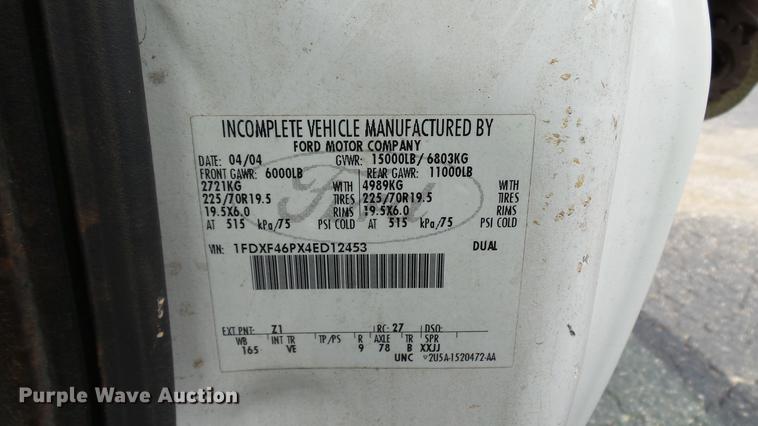 INCOMPLETE VEHICLE MANUFACTURED BY
FORD MOTOR COMPANY
DATE: 04/04 GVWR: 15000LB/ 6803KG
FRONT GAWR: 6000LB REAR GAWR: 11000LB
2721KG WITH 4989KG WITH
225/70R19.5 TIRES 225/70R19.5 TIRES
19.5X6.0 RIMS 19.5X6.0 RIMS
AT 515 kPa/75 PSI COLD AT 515 kPa/75 PSI COLD
VIN: 1FDXF46PX4ED12453 DUAL
Ford
EXT PNT: Z1 RC: 27 DSO:
WB INT TR TP/PS R AXLE TR SPR
165 VE 9 78 B XXJJ
UNC 2U5A-1520472-AA
Purple Wave Auction